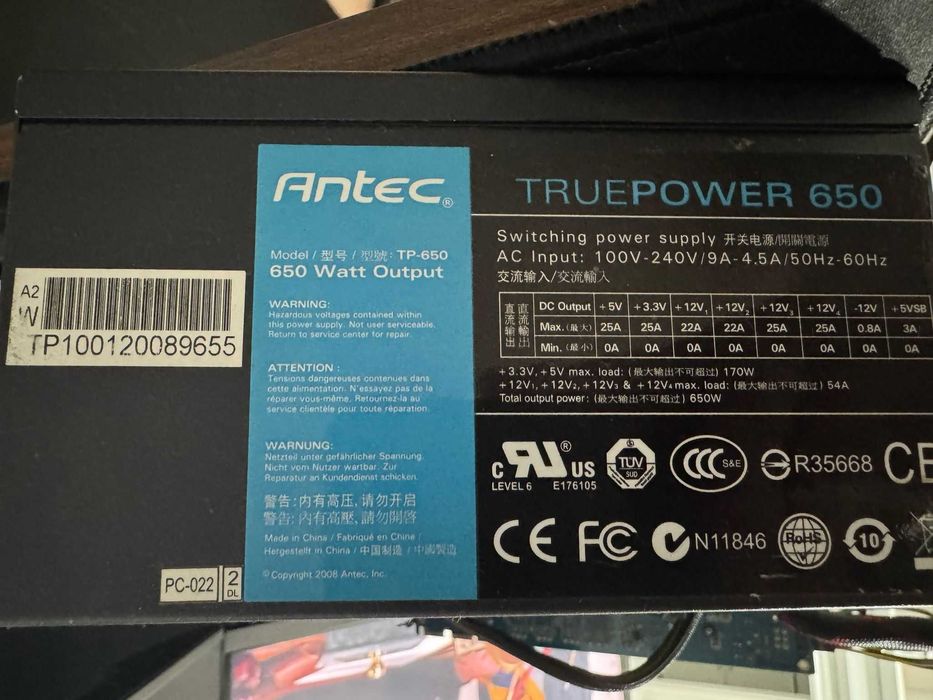 A2
W
TP100120089655
PC-022
2
DL
Antec®
Model / 型号 / 型號: TP-650
650 Watt Output
WARNING:
Hazardous voltages contained within
this power supply. Not user serviceable.
Return to service center for repair.
ATTENTION :
Tensions dangereuses contenues dans
cette alimentation. N'essayez pas de la
réparer vous-même. Retournez-la au
service clientèle pour toute réparation.
WARNUNG:
Netzteil unter gefährlicher Spannung.
Nicht vom Nutzer wartbar. Zur
Reparatur an Kundendienst schicken.
警告: 内有高压, 请勿开启
警告: 內有高壓, 請勿開啓
Made in China / Fabriqué en Chine /
Hergestellt in China / 中国制造 / 中國製造
© Copyright 2008 Antec, Inc.
TRUEPOWER 650
Switching power supply 开关电源/開關電源
AC Input: 100V-240V/9A-4.5A/50Hz-60Hz
交流输入/交流輸入
直流输出 直流輸出
DC Output +5V +3.3V +12V₁ +12V₂ +12V₃ +12V₄ -12V +5VSB
Max. (最大) 25A 25A 22A 22A 25A 25A 0.8A 3A
Min. (最小) 0A 0A 0A 0A 0A 0A 0A 0A
+3.3V, +5V max. load: (最大输出不可超过) 170W
+12V₁, +12V₂, +12V₃ & +12V₄ max. load: (最大输出不可超过) 54A
Total output power: (最大输出不可超过) 650W
c RU® US
LEVEL 6 E176105
TÜV
SUD
CCC S&E
R35668
CE
CE FC N11846 RoHS 10